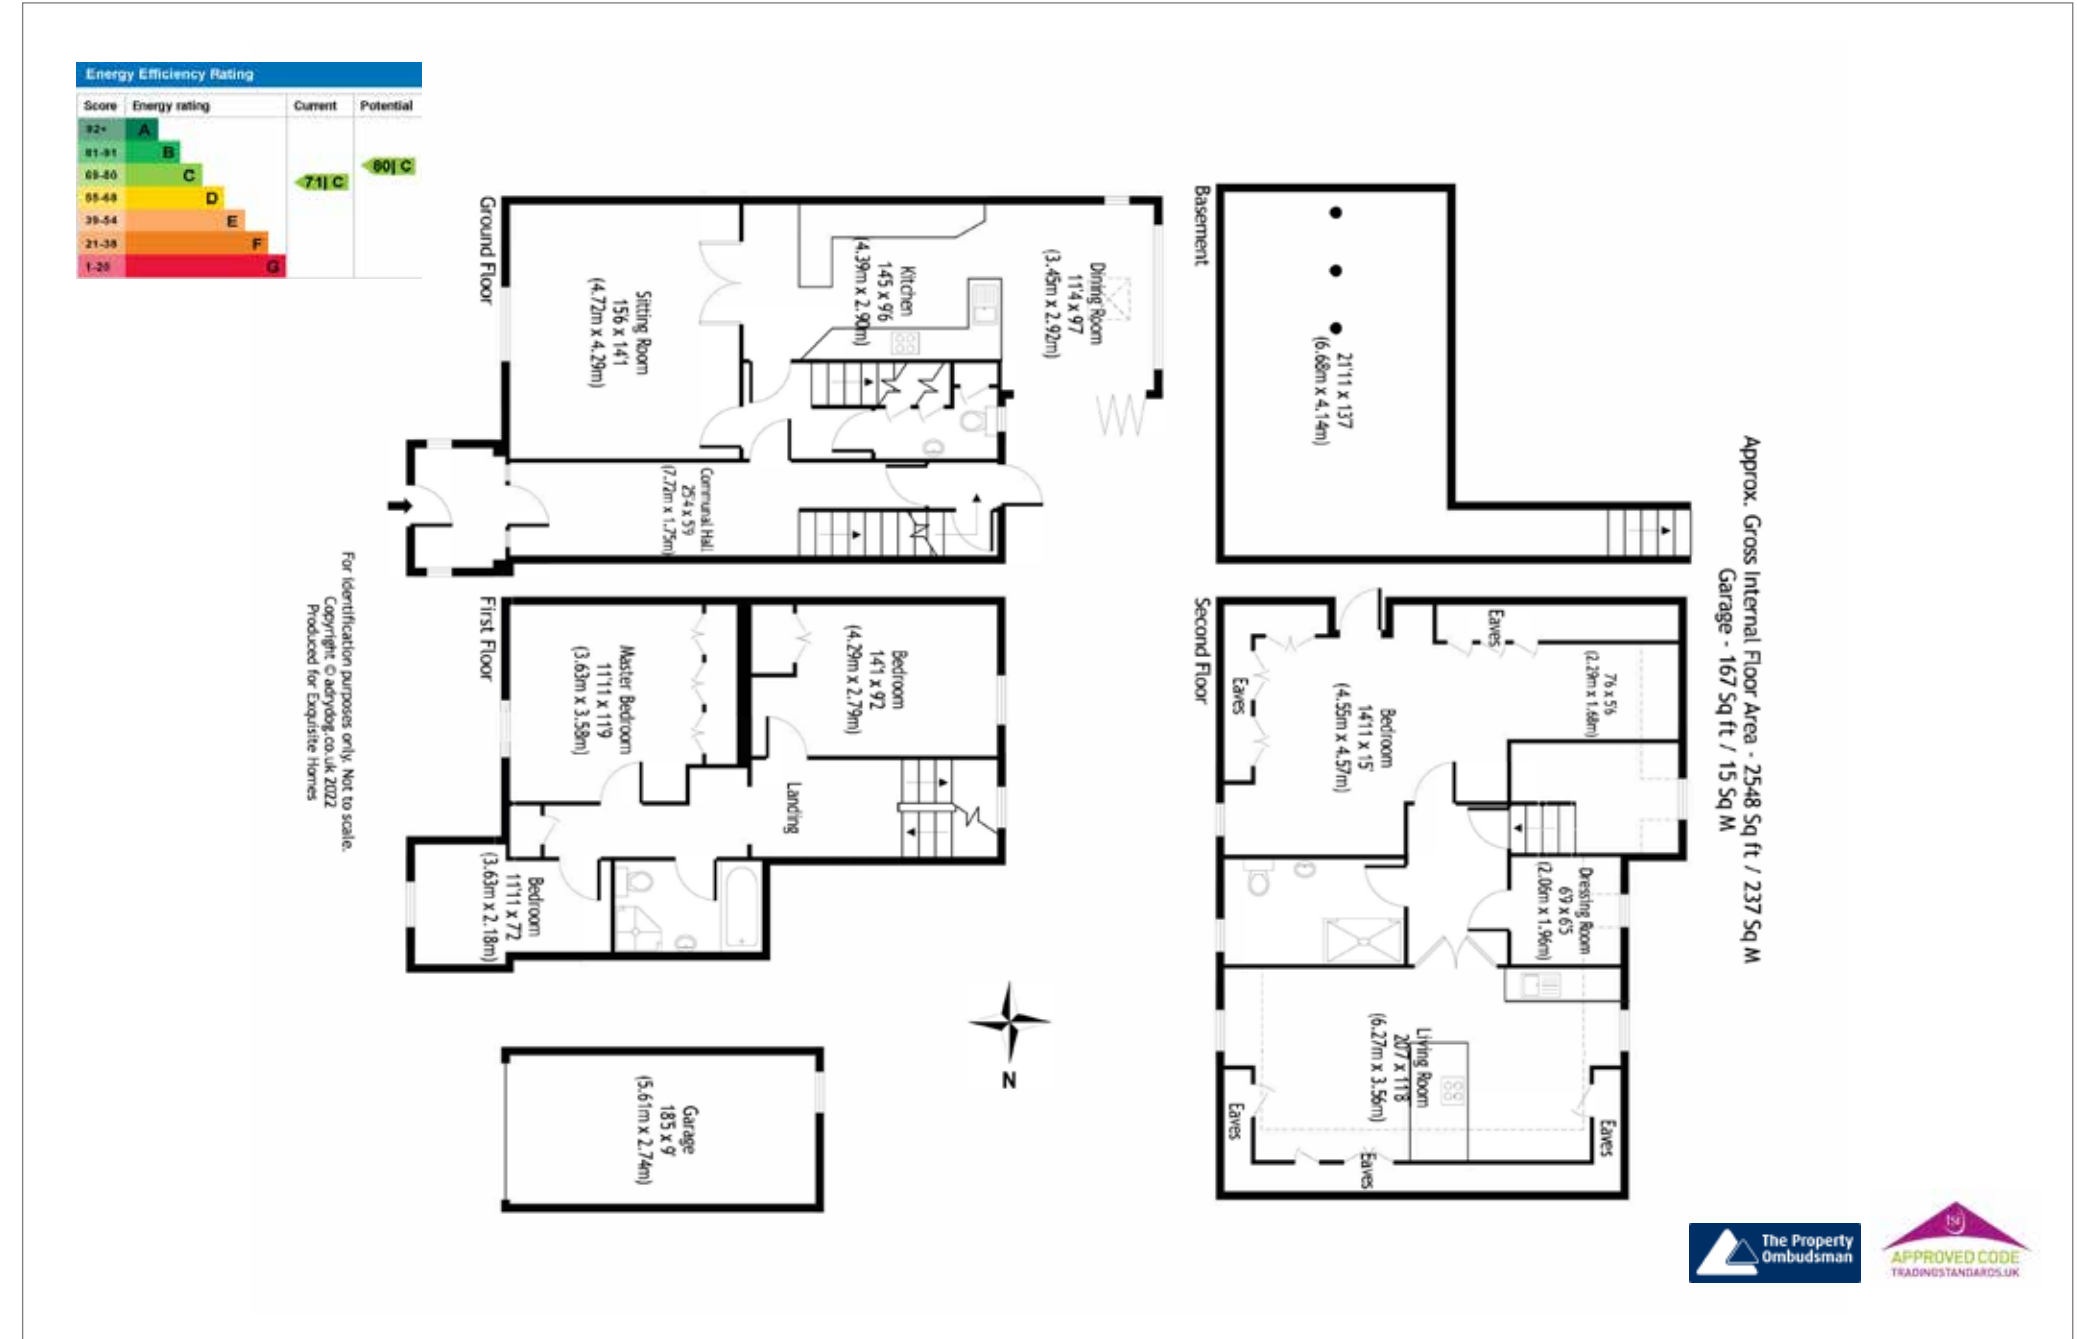 Energy Efficiency Rating
Score Energy rating Current Potential
92+ A
81-91 B
69-80 C
55-68 D
39-54 E
21-38 F
1-20 G
71| C
80| C
Approx. Gross Internal Floor Area - 2548 Sq ft / 237 Sq M
Garage - 167 Sq ft / 15 Sq M
Basement
21'11 x 13'7
(6.68m x 4.14m)
Second Floor
Eaves
7'6 x 5'6
(2.29m x 1.68m)
Eaves
Bedroom
14'11 x 15'
(4.55m x 4.57m)
Dressing Room
6'9 x 6'5
(2.06m x 1.96m)
Living Room
20'7 x 11'8
(6.27m x 3.56m)
Eaves
Eaves
Eaves
Ground Floor
Dining Room
11'4 x 9'7
(3.45m x 2.92m)
Kitchen
14'5 x 9'6
(4.39m x 2.90m)
Sitting Room
15'6 x 14'1
(4.72m x 4.29m)
Communal Hall
25'4 x 5'9
(7.72m x 1.75m)
First Floor
Bedroom
14'1 x 9'2
(4.29m x 2.79m)
Master Bedroom
11'11 x 11'9
(3.63m x 3.58m)
Landing
Bedroom
11'11 x 7'2
(3.63m x 2.18m)
Garage
18'5 x 9'
(5.61m x 2.74m)
N
For identification purposes only. Not to scale.
Copyright © adrydog.co.uk 2022
Produced for Exquisite Homes
The Property
Ombudsman
tsi
APPROVED CODE
TRADINGSTANDARDS.UK